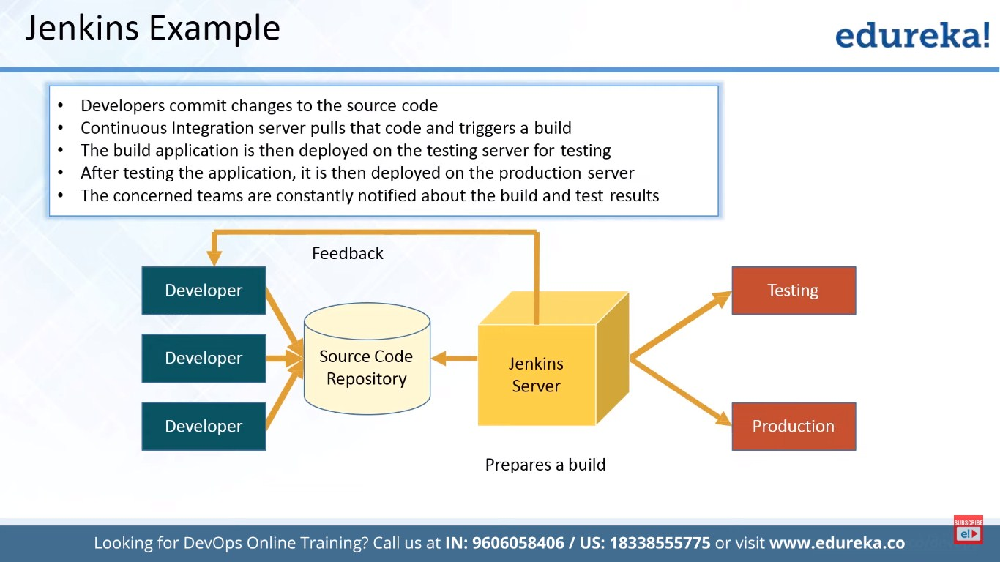 Jenkins Example
edureka!
• Developers commit changes to the source code
• Continuous Integration server pulls that code and triggers a build
• The build application is then deployed on the testing server for testing
• After testing the application, it is then deployed on the production server
• The concerned teams are constantly notified about the build and test results
Feedback
Developer
Developer
Developer
Source Code
Repository
Jenkins
Server
Prepares a build
Testing
Production
SUBSCRIBE
e!
Looking for DevOps Online Training? Call us at IN: 9606058406 / US: 18338555775 or visit www.edureka.co